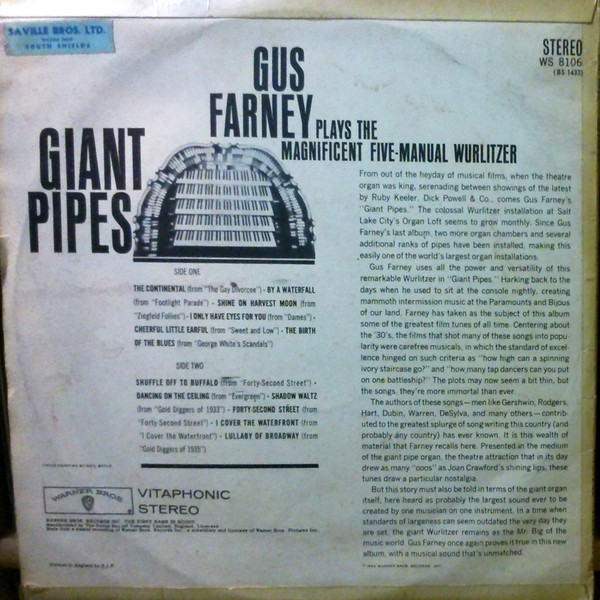 SAVILLE BROS. LTD.
SOUTH SHIELDS
STEREO
WS 8106
(BS 1433)
GUS
FARNEY PLAYS THE
MAGNIFICENT FIVE-MANUAL WURLITZER
GIANT
PIPES
SIDE ONE
THE CONTINENTAL (from "The Gay Divorcee") • BY A WATERFALL
(from "Footlight Parade") • SHINE ON HARVEST MOON (from
"Ziegfeld Follies") • I ONLY HAVE EYES FOR YOU (from "Dames") •
CHEERFUL LITTLE EARFUL (from "Sweet and Low") • THE BIRTH
OF THE BLUES (from "George White's Scandals")
SIDE TWO
SHUFFLE OFF TO BUFFALO (from "Forty-Second Street") •
DANCING ON THE CEILING (from "Evergreen") • SHADOW WALTZ
(from "Gold Diggers of 1933") • FORTY-SECOND STREET (from
"Forty-Second Street") • I COVER THE WATERFRONT (from
"I Cover the Waterfront") • LULLABY OF BROADWAY (from
"Gold Diggers of 1935")
From out of the heyday of musical films, when the theatre
organ was king, serenading between showings of the latest
by Ruby Keeler, Dick Powell & Co., comes Gus Farney's
"Giant Pipes." The colossal Wurlitzer installation at Salt
Lake City's Organ Loft seems to grow monthly. Since Gus
Farney's last album, two more organ chambers and several
additional ranks of pipes have been installed, making this
easily one of the world's largest organ installations.
Gus Farney uses all the power and versatility of this
remarkable Wurlitzer in "Giant Pipes." Harking back to the
days when he used to sit at the console nightly, creating
mammoth intermission music at the Paramounts and Bijous
of our land, Farney has taken as the subject of this album
some of the greatest film tunes of all time. Centering about
the '30's, the films that shot many of these songs into popu-
larity were carefree musicals, in which the standard of excel-
lence hinged on such criteria as "how high can a spinning
ivory staircase go?" and "how many tap dancers can you put
on one battleship?" The plots may now seem a bit thin, but
the songs, they're more immortal than ever.
The authors of these songs—men like Gershwin, Rodgers,
Hart, Dubin, Warren, DeSylva, and many others—contrib-
uted to the greatest splurge of song writing this country (and
probably any country) has ever known. It is this wealth of
material that Farney recalls here. Presented in the medium
of the giant pipe organ, the theatre attraction that in its day
drew as many "ooos" as Joan Crawford's shining lips, these
tunes draw a particular nostalgia.
But this story must also be told in terms of the giant organ
itself, here heard as probably the largest sound ever to be
created by one musician on one instrument. In a time when
standards of largeness can seem outdated the very day they
are set, the giant Wurlitzer remains as the Mr. Big of the
music world. Gus Farney once again proves it true in this new
album, with a musical sound that's unmatched.
WARNER BROS.
VITAPHONIC
STEREO
WARNER BROS. RECORDS INC. THE FIRST NAME IN SOUND
Printed in England by